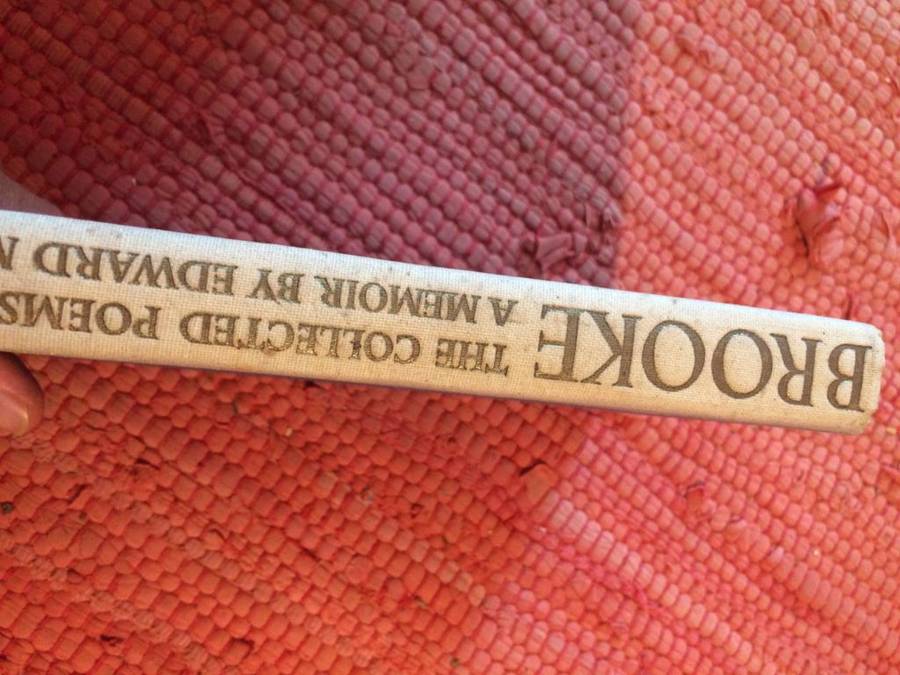 BROOKE
THE COLLECTED POEMS
A MEMOIR BY EDWARD